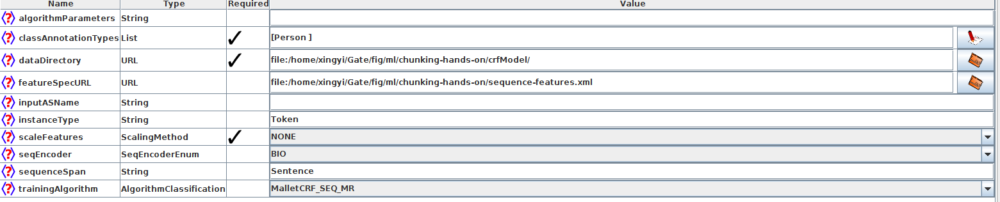 Name Type Required Value
algorithmParameters String
classAnnotationTypes List ✓ [Person ]
dataDirectory URL ✓ file:/home/xingyi/Gate/fig/ml/chunking-hands-on/crfModel/
featureSpecURL URL file:/home/xingyi/Gate/fig/ml/chunking-hands-on/sequence-features.xml
inputASName String
instanceType String Token
scaleFeatures ScalingMethod ✓ NONE
seqEncoder SeqEncoderEnum BIO
sequenceSpan String Sentence
trainingAlgorithm AlgorithmClassification MalletCRF_SEQ_MR